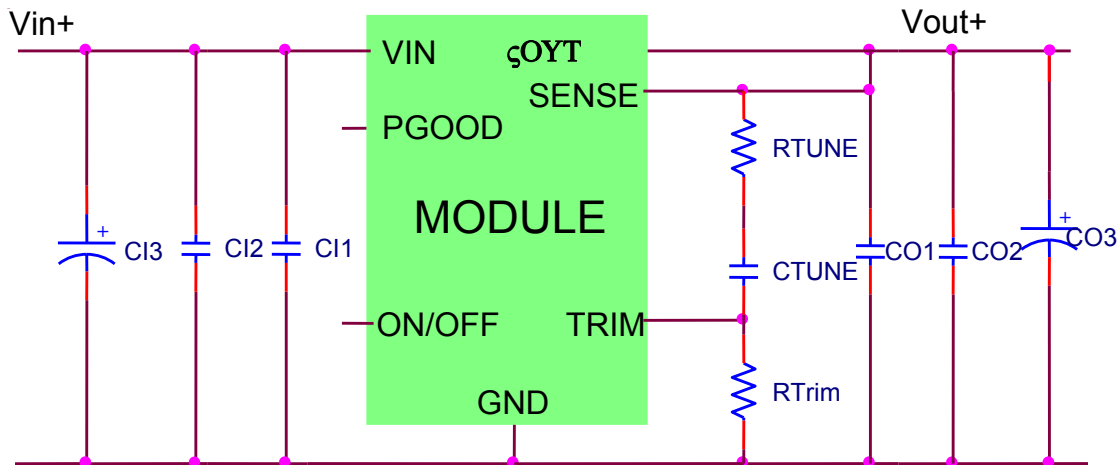 Vin+
Vout+
VIN
ςOYT
SENSE
PGOOD
RTUNE
MODULE
+
CI3
CI2
CI1
+
CO1
CO2
CO3
CTUNE
ON/OFF
TRIM
RTrim
GND